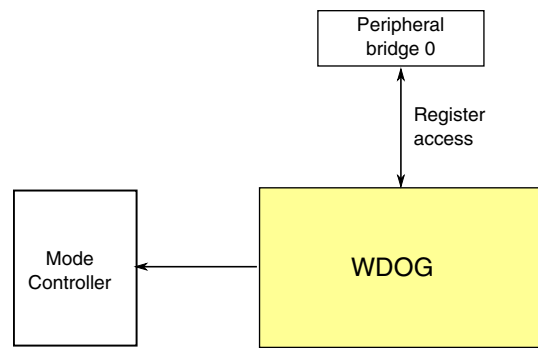 Peripheral
bridge 0
Register
access
Mode
Controller
WDOG